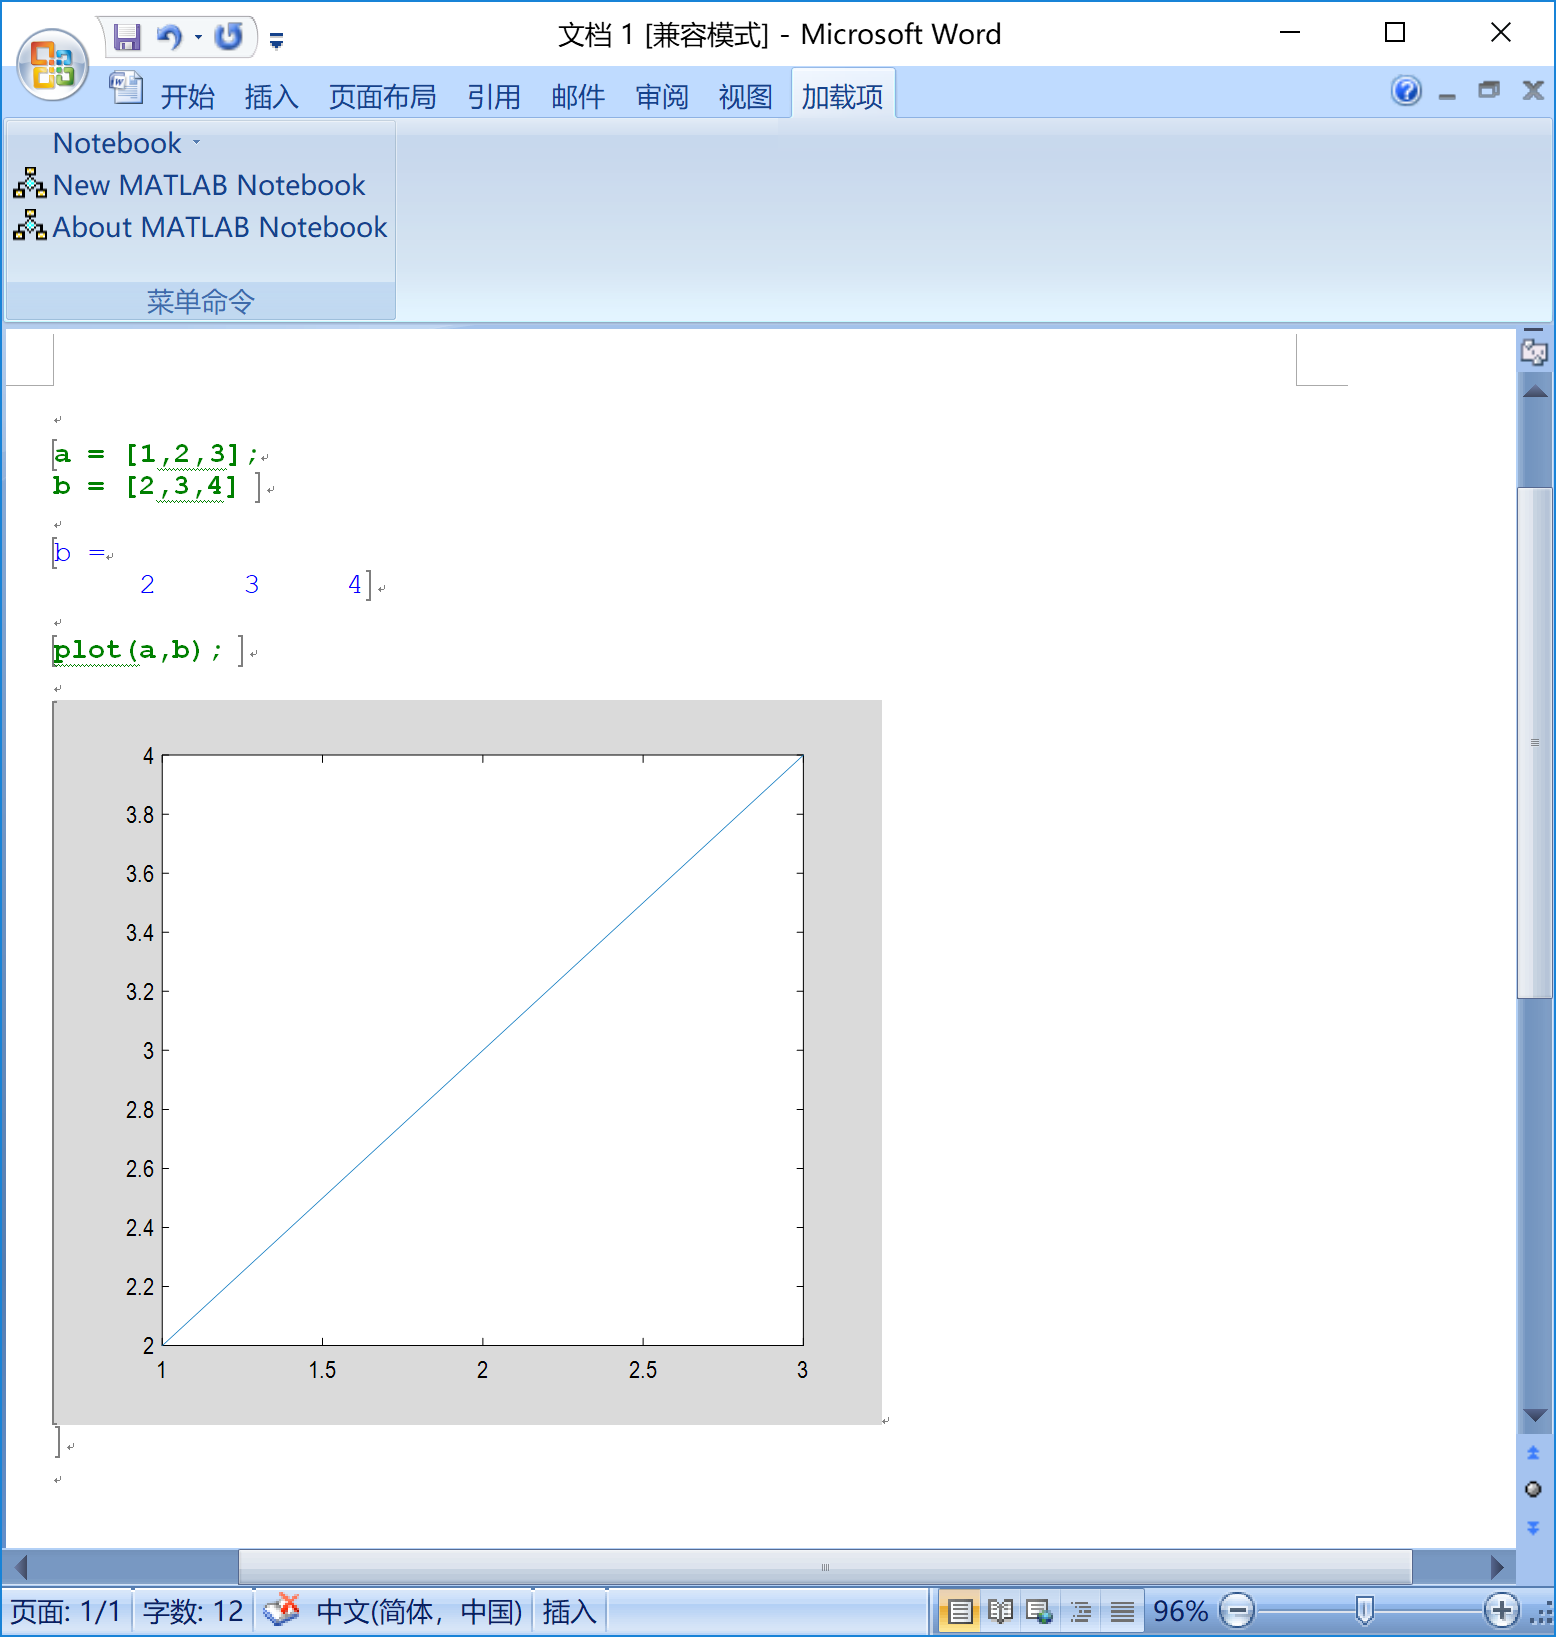 文档 1 [兼容模式] - Microsoft Word
开始 插入 页面布局 引用 邮件 审阅 视图 加载项
Notebook
New MATLAB Notebook
About MATLAB Notebook
菜单命令
a = [1,2,3];
b = [2,3,4]
b =
2 3 4
plot(a,b);
4
3.8
3.6
3.4
3.2
3
2.8
2.6
2.4
2.2
2
1 1.5 2 2.5 3
页面: 1/1 字数: 12 中文(简体，中国) 插入 96%